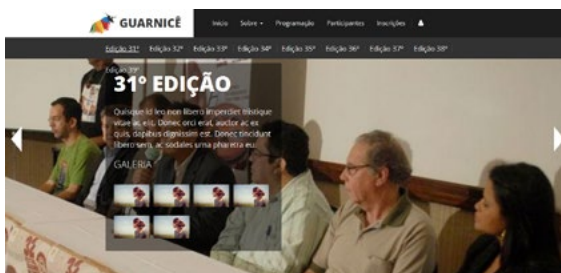 GUARNICÊ
Início Sobre Programação Participantes Inscrições
Edição 31ª Edição 32ª Edição 33ª Edição 34ª Edição 35ª Edição 36ª Edição 37ª Edição 38ª
Edição 39ª
31º EDIÇÃO
Quisque id leo non libero imperdiet tristique
vitae ac elit. Donec orci erat, auctor ac ex
quis, dapibus dignissim est. Donec tincidunt
libero sem, ac sodales urna pharetra eu.
GALERIA